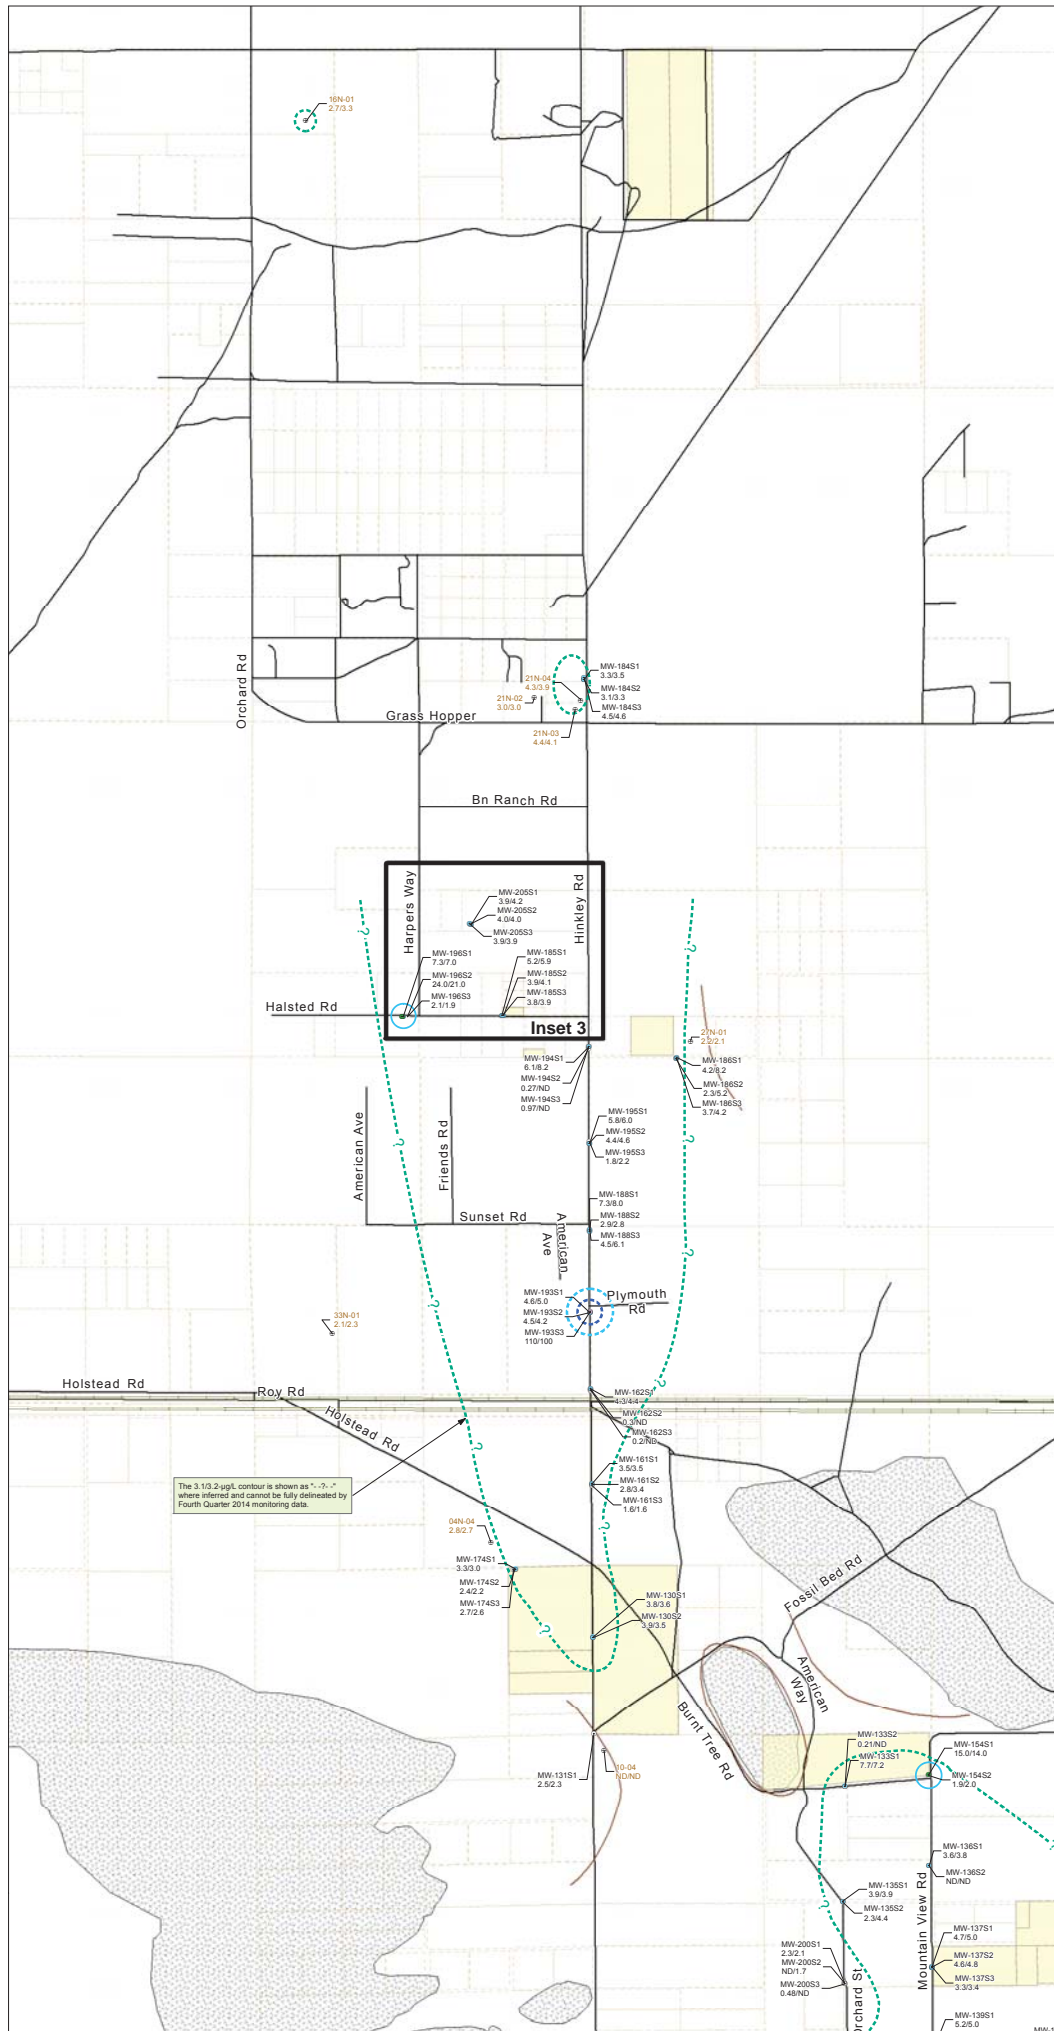 16N-01
2.7/3.3
Orchard Rd
MW-184S1
3.3/3.5
MW-184S2
3.1/3.3
MW-184S3
4.5/4.6
21N-04
4.3/3.9
21N-02
3.0/3.0
Grass Hopper
21N-03
4.4/4.1
Bn Ranch Rd
Harpers Way
Hinkley Rd
MW-205S1
3.9/4.2
MW-205S2
4.0/4.0
MW-205S3
3.9/3.9
?
?
MW-196S1
7.3/7.0
MW-196S2
24.0/21.0
MW-196S3
2.1/1.9
MW-185S1
5.2/5.9
MW-185S2
3.9/4.1
MW-185S3
3.8/3.9
Halsted Rd
Inset 3
27N-01
2.2/2.1
MW-194S1
6.1/8.2
MW-194S2
0.27/ND
MW-194S3
0.97/ND
MW-186S1
4.2/8.2
MW-186S2
2.3/5.2
MW-186S3
3.7/4.2
American Ave
Friends Rd
MW-195S1
5.8/6.0
MW-195S2
4.4/4.6
MW-195S3
1.8/2.2
?
?
MW-188S1
7.3/8.0
MW-188S2
2.9/2.8
MW-188S3
4.5/6.1
Sunset Rd
American
Ave
?
?
MW-193S1
4.6/5.0
MW-193S2
4.5/4.2
MW-193S3
110/100
Plymouth
Rd
33N-01
2.1/2.3
Holstead Rd
Roy Rd
Holstead Rd
?
MW-162S1
4.3/4.4
MW-162S2
0.3/ND
MW-162S3
0.2/ND
?
MW-161S1
3.5/3.5
MW-161S2
2.8/3.4
MW-161S3
1.6/1.6
The 3.1/3.2-µg/L contour is shown as "- -?- -"
where inferred and cannot be fully delineated by
Fourth Quarter 2014 monitoring data.
04N-04
2.8/2.7
?
MW-174S1
3.3/3.0
MW-174S2
2.4/2.2
MW-174S3
2.7/2.6
MW-130S1
3.8/3.6
MW-130S2
3.9/3.5
?
?
Fossil Bed Rd
American
Way
Burnt Tree Rd
MW-131S1
2.5/2.3
10-04
ND/ND
MW-133S2
0.21/ND
MW-133S1
7.7/7.2
MW-154S1
15.0/14.0
MW-154S2
1.9/2.0
?
?
MW-136S1
3.6/3.8
MW-136S2
ND/ND
MW-135S1
3.9/3.9
MW-135S2
2.3/4.4
?
Mountain View Rd
MW-137S1
4.7/5.0
MW-137S2
4.6/4.8
MW-137S3
3.3/3.4
MW-200S1
2.3/2.1
MW-200S2
ND/1.7
MW-200S3
0.48/ND
Orchard St
MW-139S1
5.2/5.0